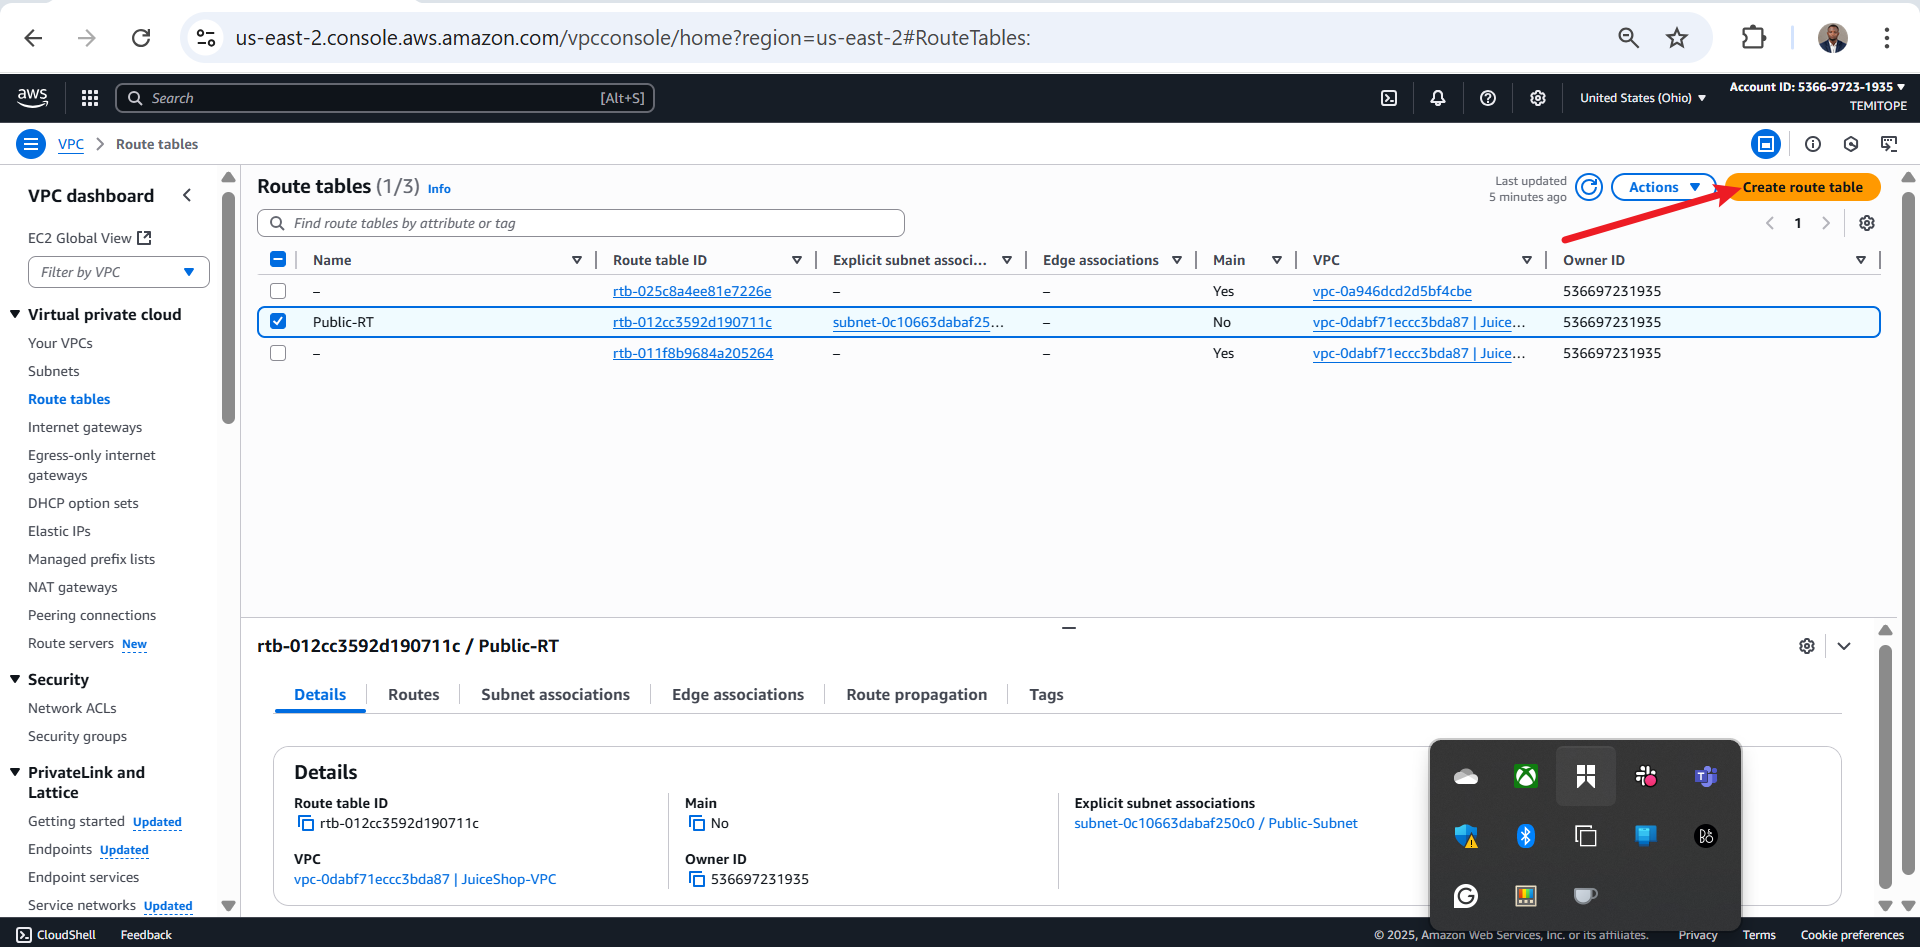 us-east-2.console.aws.amazon.com/vpcconsole/home?region=us-east-2#RouteTables:
aws
Search
[Alt+S]
United States (Ohio)
Account ID: 5366-9723-1935
TEMITOPE
VPC
Route tables
VPC dashboard
EC2 Global View
Filter by VPC
Virtual private cloud
Your VPCs
Subnets
Route tables
Internet gateways
Egress-only internet
gateways
DHCP option sets
Elastic IPs
Managed prefix lists
NAT gateways
Peering connections
Route servers New
Security
Network ACLs
Security groups
PrivateLink and
Lattice
Getting started Updated
Endpoints Updated
Endpoint services
Service networks Updated
Route tables (1/3) Info
Last updated
5 minutes ago
Actions
Create route table
Find route tables by attribute or tag
1
Name Route table ID Explicit subnet associ... Edge associations Main VPC Owner ID
– rtb-025c8a4ee81e7226e – – Yes vpc-0a946dcd2d5bf4cbe 536697231935
Public-RT rtb-012cc3592d190711c subnet-0c10663dabaf25... – No vpc-0dabf71eccc3bda87 | Juice... 536697231935
– rtb-011f8b9684a205264 – – Yes vpc-0dabf71eccc3bda87 | Juice... 536697231935
rtb-012cc3592d190711c / Public-RT
Details Routes Subnet associations Edge associations Route propagation Tags
Details
Route table ID
rtb-012cc3592d190711c
Main
No
Explicit subnet associations
subnet-0c10663dabaf250c0 / Public-Subnet
VPC
vpc-0dabf71eccc3bda87 | JuiceShop-VPC
Owner ID
536697231935
CloudShell
Feedback
© 2025, Amazon Web Services, Inc. or its affiliates.
Privacy
Terms
Cookie preferences